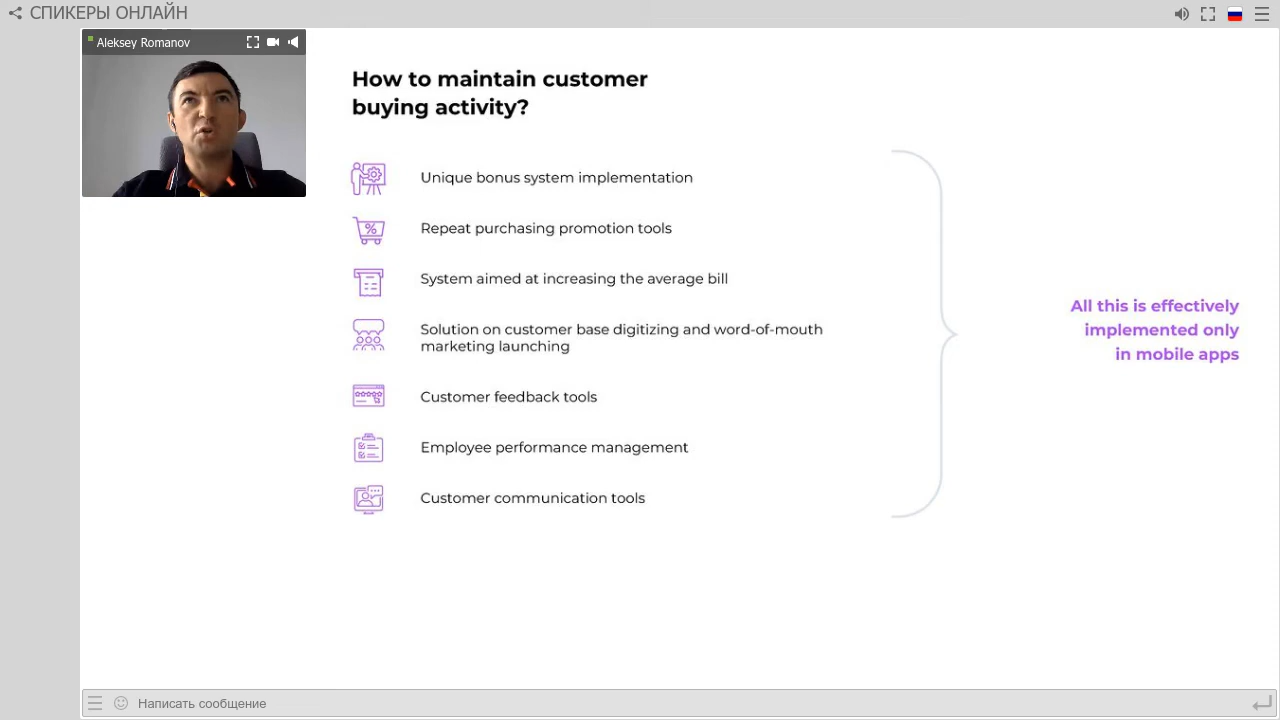 СПИКЕРЫ ОНЛАЙН
Aleksey Romanov
How to maintain customer
buying activity?
Unique bonus system implementation
Repeat purchasing promotion tools
System aimed at increasing the average bill
Solution on customer base digitizing and word-of-mouth
marketing launching
Customer feedback tools
Employee performance management
Customer communication tools
All this is effectively
implemented only
in mobile apps
Написать сообщение